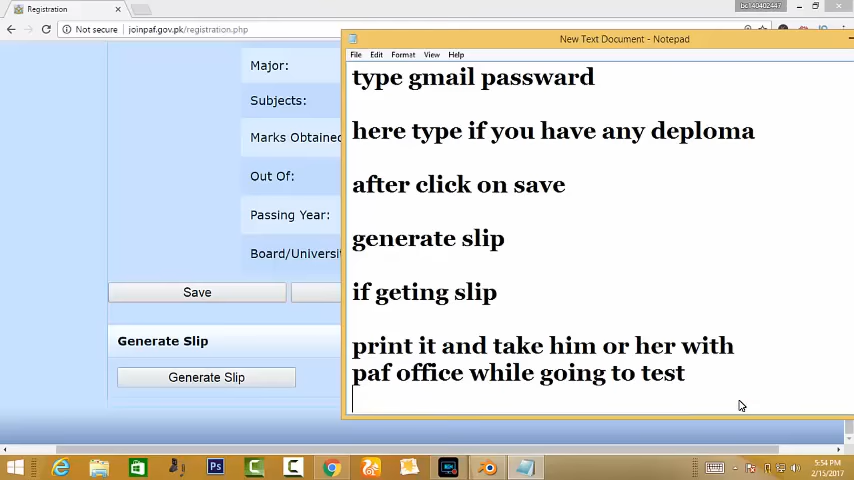 Registration
bc140402447
Not secure joinpaf.gov.pk/registration.php
New Text Document - Notepad
File Edit Format View Help
Major:
Subjects:
Marks Obtained
Out Of:
Passing Year:
Board/Universi
Save
Generate Slip
Generate Slip
type gmail passward
here type if you have any deploma
after click on save
generate slip
if geting slip
print it and take him or her with
paf office while going to test
Ps
5:54 PM
2/15/2017